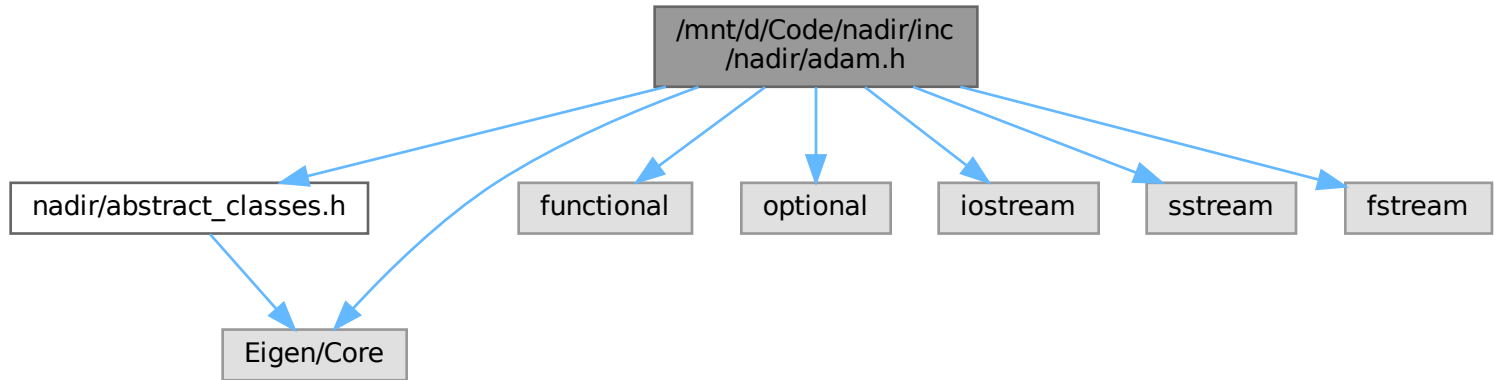 /mnt/d/Code/nadir/inc
/nadir/adam.h
nadir/abstract_classes.h
functional
optional
iostream
sstream
fstream
Eigen/Core